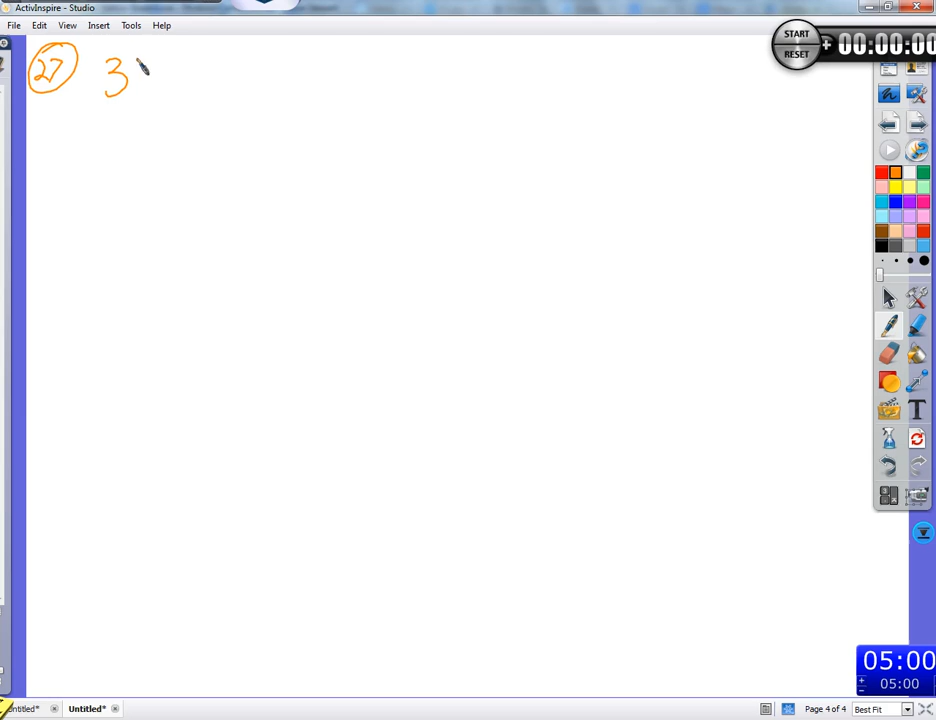 ActivInspire - Studio
File Edit View Insert Tools Help
START
RESET
00:00:00
27 3
05:00
05:00
ntitled* Untitled* Page 4 of 4 Best Fit